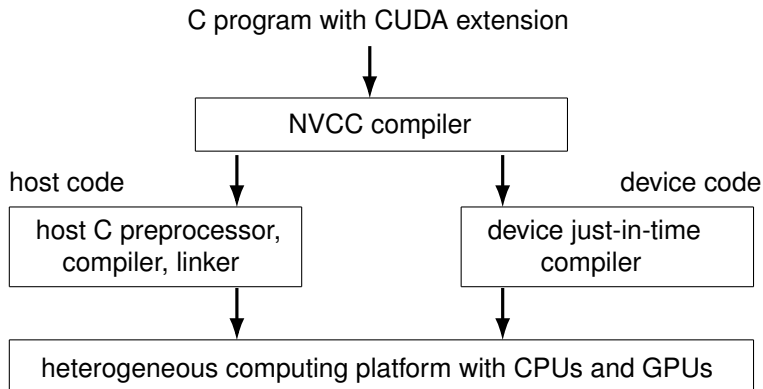 C program with CUDA extension
NVCC compiler
host code
device code
host C preprocessor,
compiler, linker
device just-in-time
compiler
heterogeneous computing platform with CPUs and GPUs